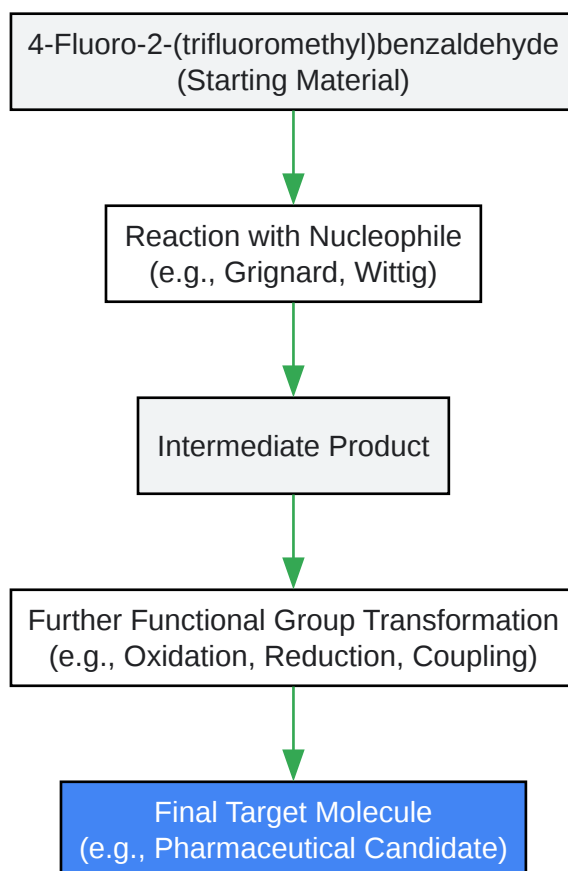 4-Fluoro-2-(trifluoromethyl)benzaldehyde
(Starting Material)
Reaction with Nucleophile
(e.g., Grignard, Wittig)
Intermediate Product
Further Functional Group Transformation
(e.g., Oxidation, Reduction, Coupling)
Final Target Molecule
(e.g., Pharmaceutical Candidate)